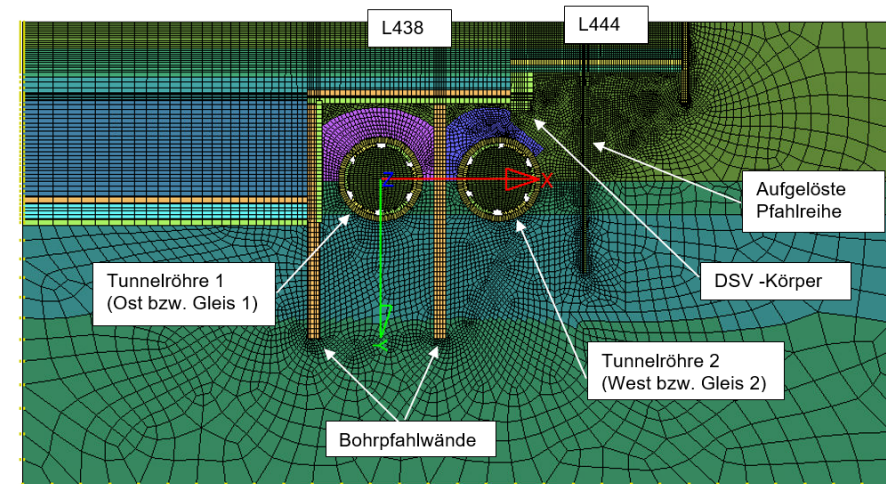 L438
L444
Aufgelöste
Pfahlreihe
DSV -Körper
Tunnelröhre 1
(Ost bzw. Gleis 1)
Tunnelröhre 2
(West bzw. Gleis 2)
Bohrpfahlwände
X
Y
Z